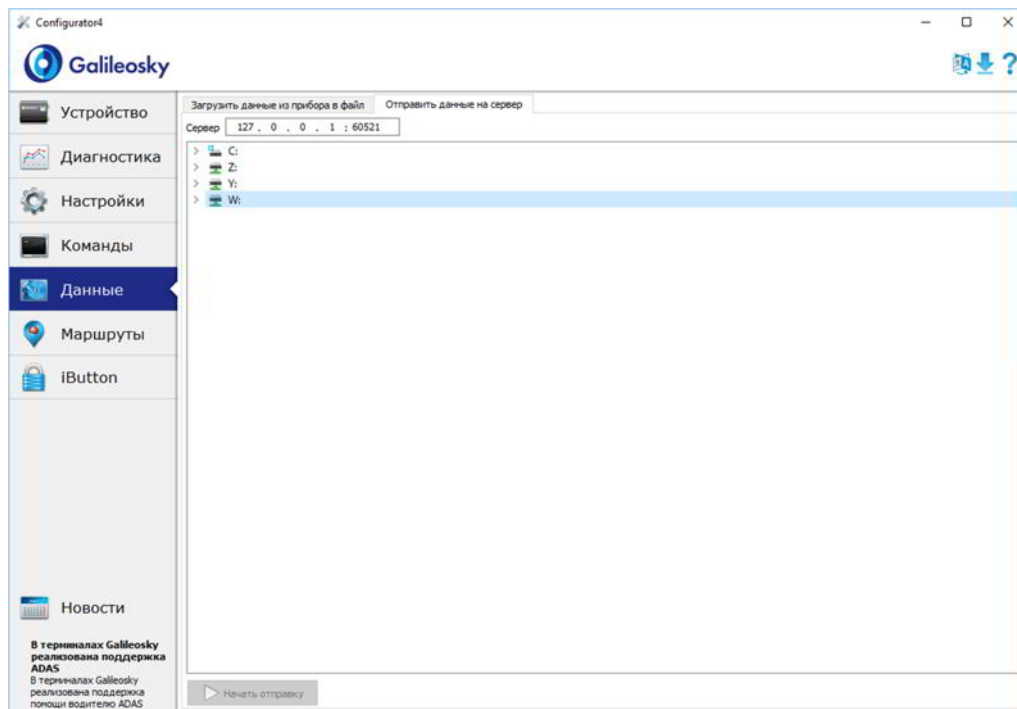 Configurator4
Galileosky
Устройство
Диагностика
Настройки
Команды
Данные
Маршруты
iButton
Новости
В терминалах Galileosky
реализована поддержка
ADAS
В терминалах Galileosky
реализована поддержка
помощи водителю ADAS
Загрузить данные из прибора в файл
Отправить данные на сервер
Сервер 127 . 0 . 0 . 1 : 60521
C:
Z:
Y:
W:
Начать отправку